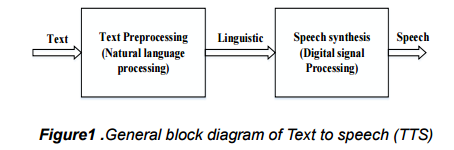 Text
Text Preprocessing
(Natural language
processing)
Linguistic
Speech synthesis
(Digital signal
Processing)
Speech
Figure1 .General block diagram of Text to speech (TTS)